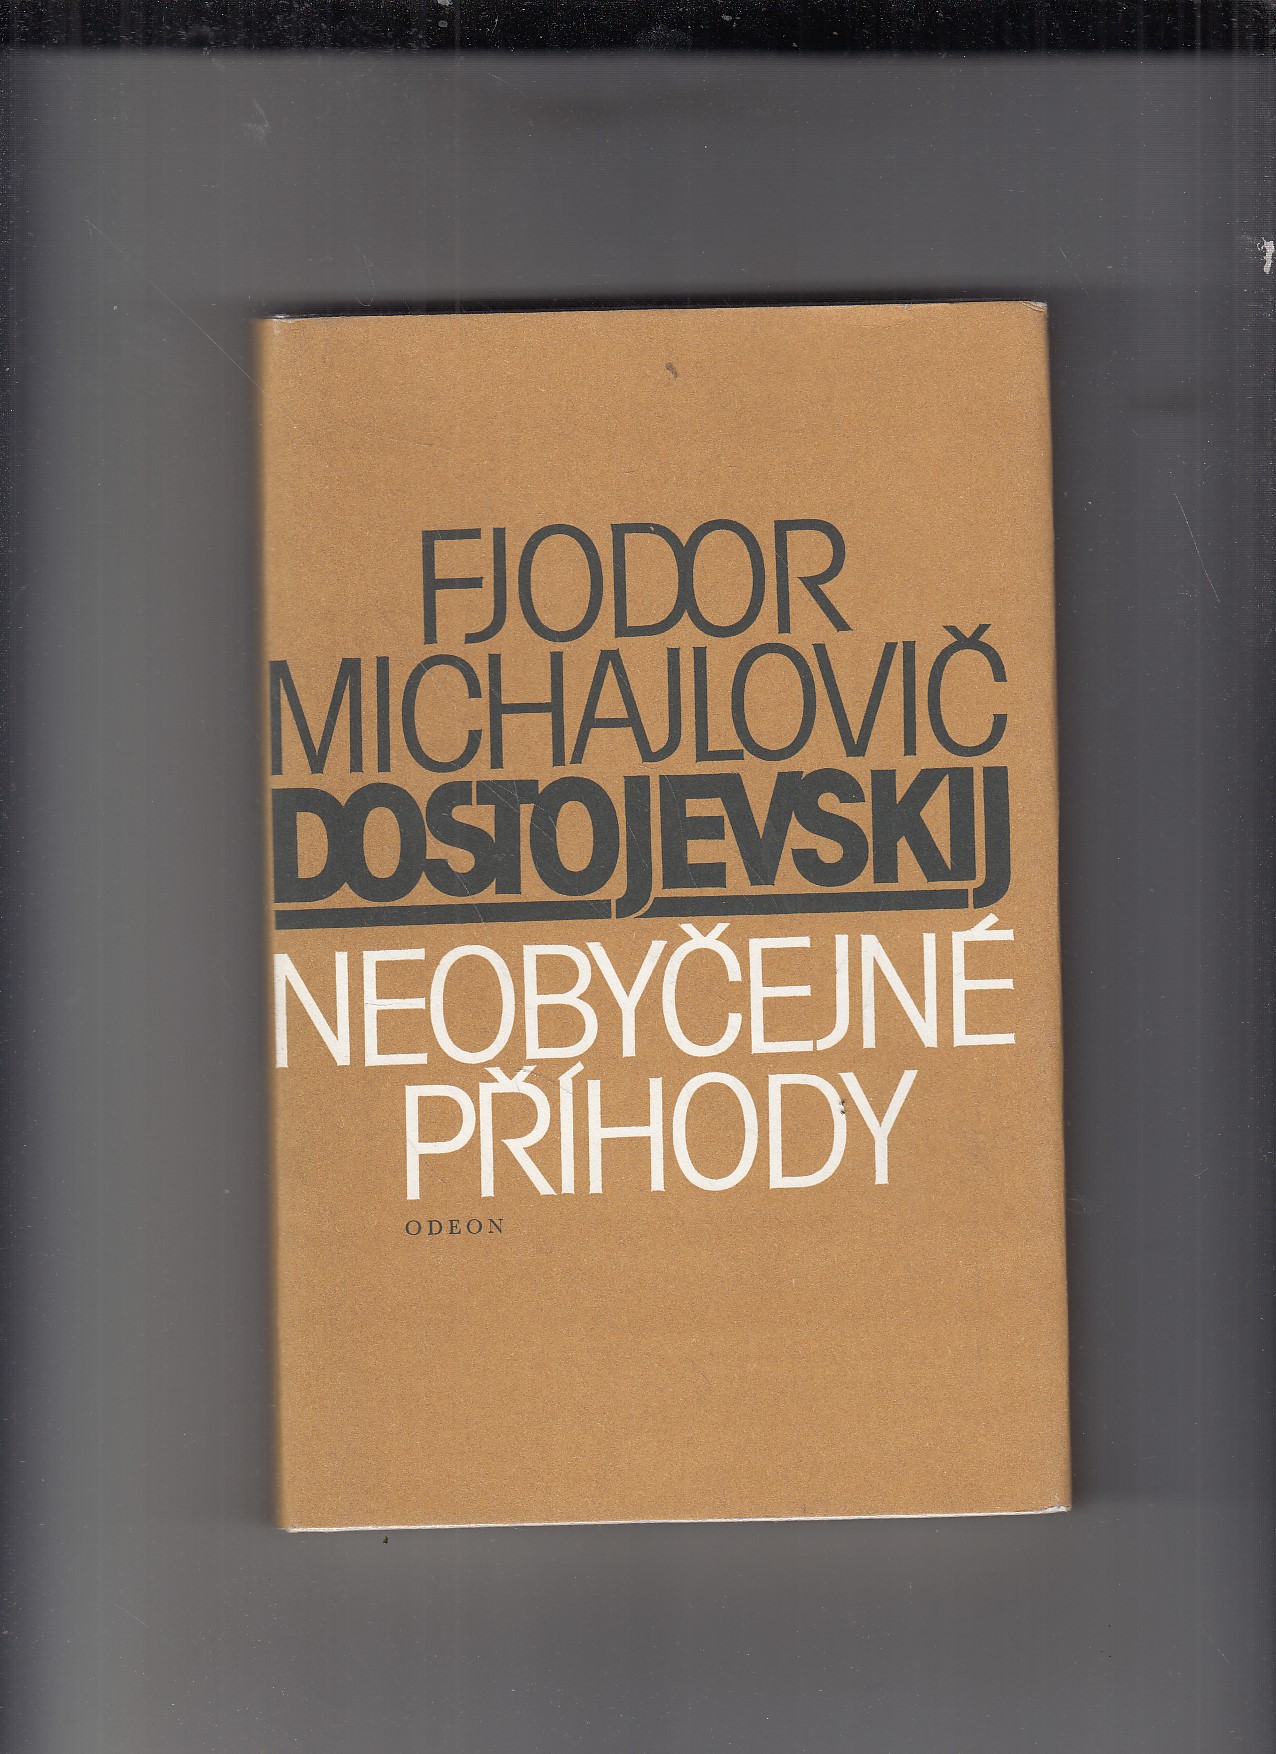 FJODOR
MICHAJLOVIČ
DOSTOJEVSKIJ
NEOBYČEJNÉ
PŘÍHODY
ODEON